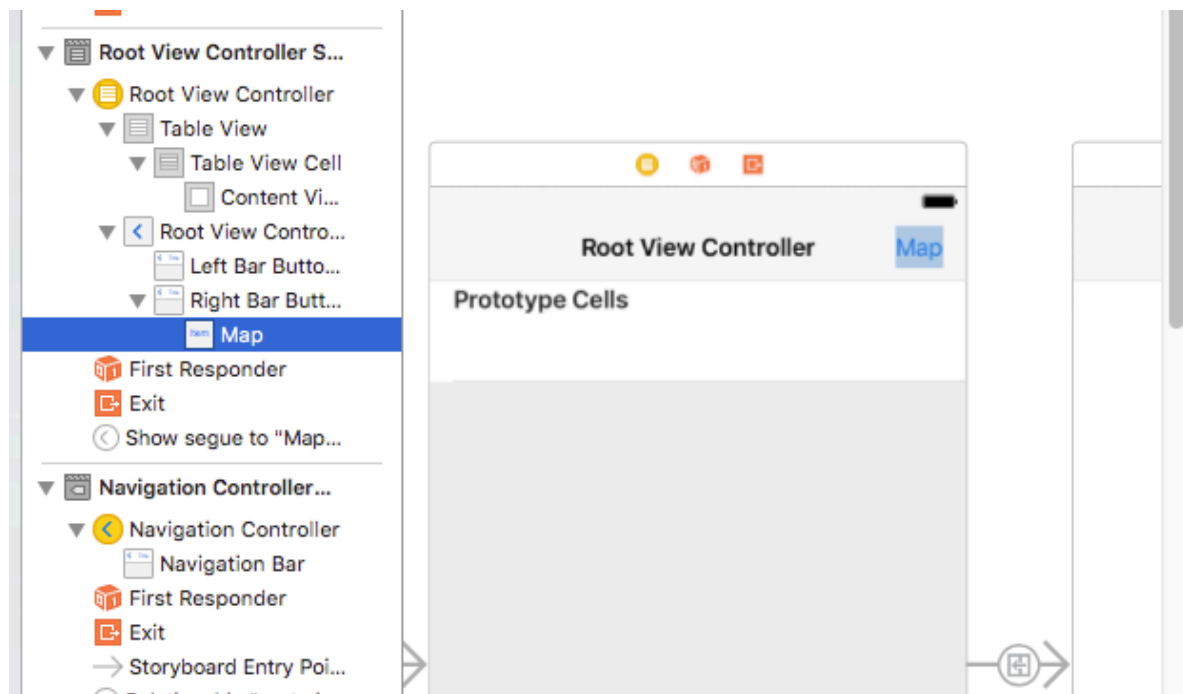 Root View Controller S...
Root View Controller
Table View
Table View Cell
Content Vi...
Root View Contro...
Left Bar Butto...
Right Bar Butt...
Map
First Responder
Exit
Show segue to "Map...
Navigation Controller...
Navigation Controller
Navigation Bar
First Responder
Exit
Storyboard Entry Poi...
Root View Controller
Map
Prototype Cells